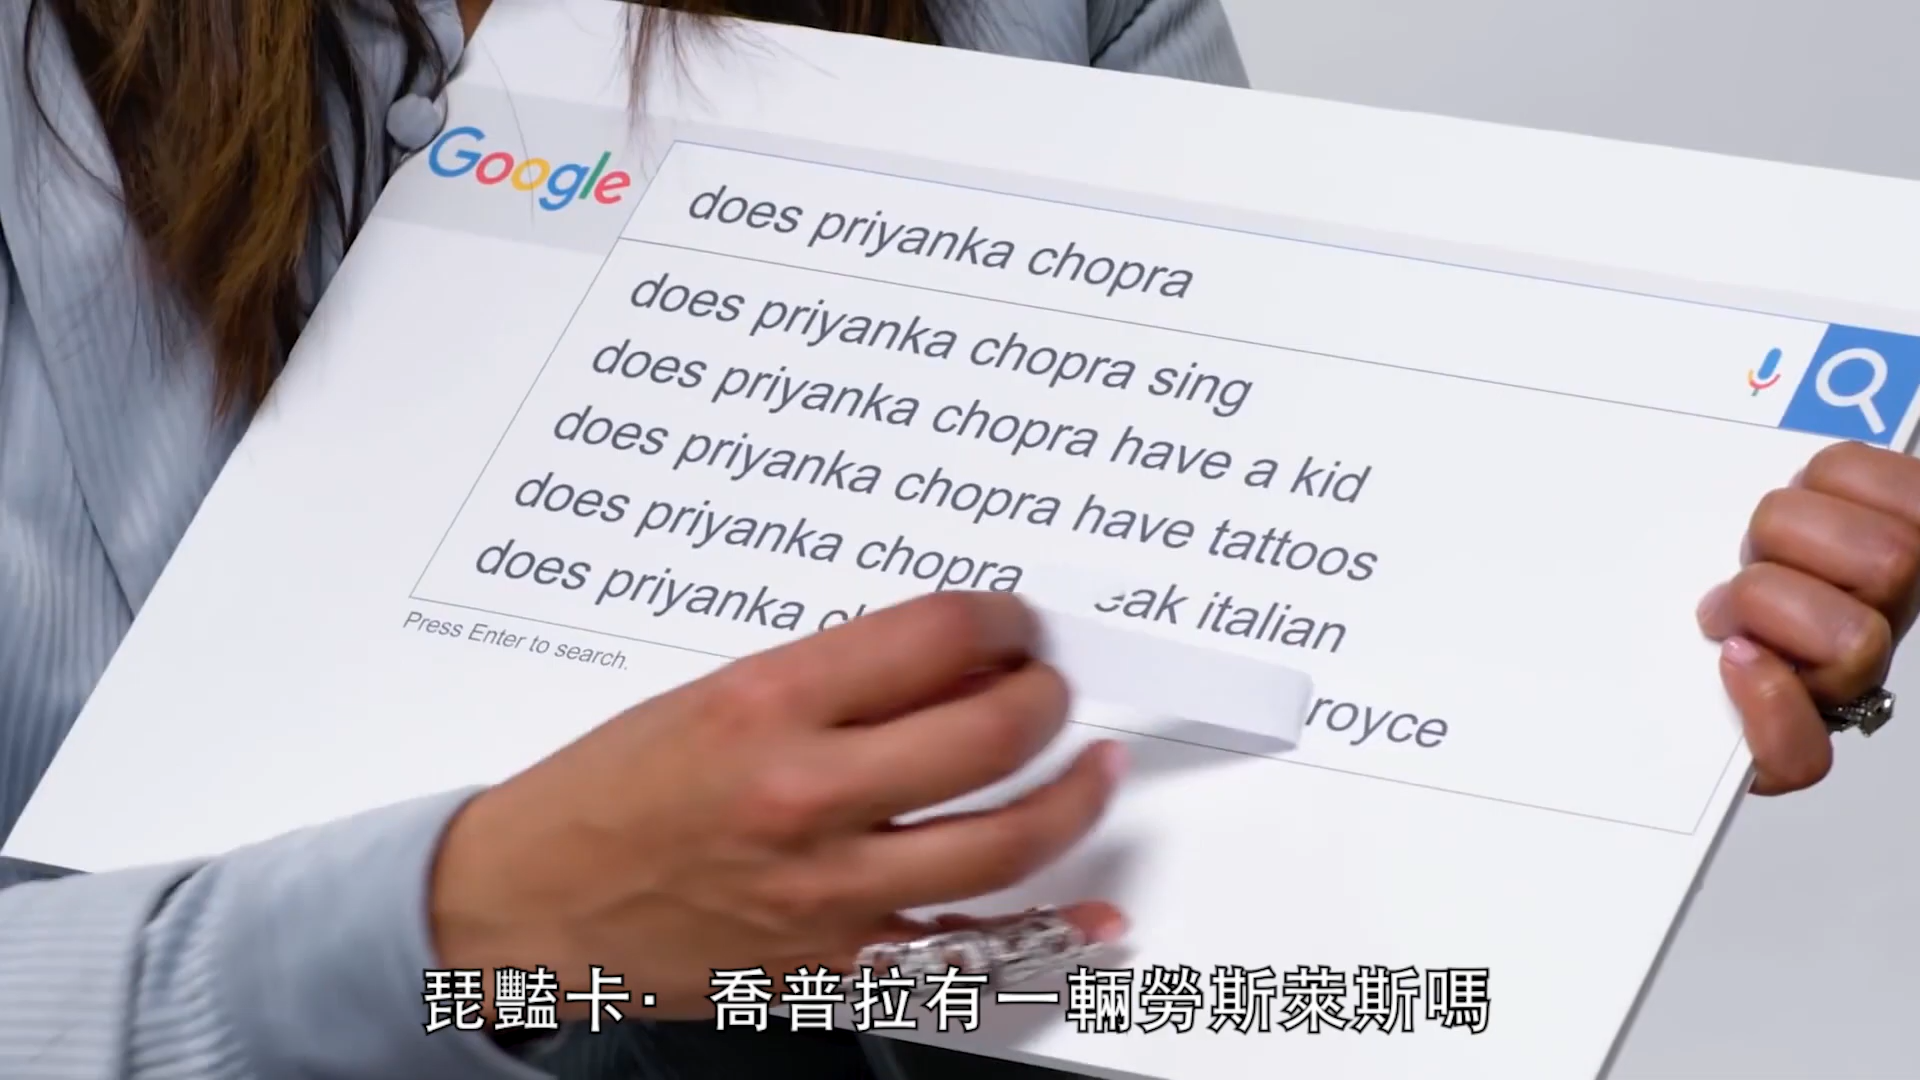 Google
does priyanka chopra
does priyanka chopra sing
does priyanka chopra have a kid
does priyanka chopra have tattoos
does priyanka chopra eak italian
does priyanka royce
Press Enter to search.
琵豔卡·喬普拉有一輛勞斯萊斯嗎